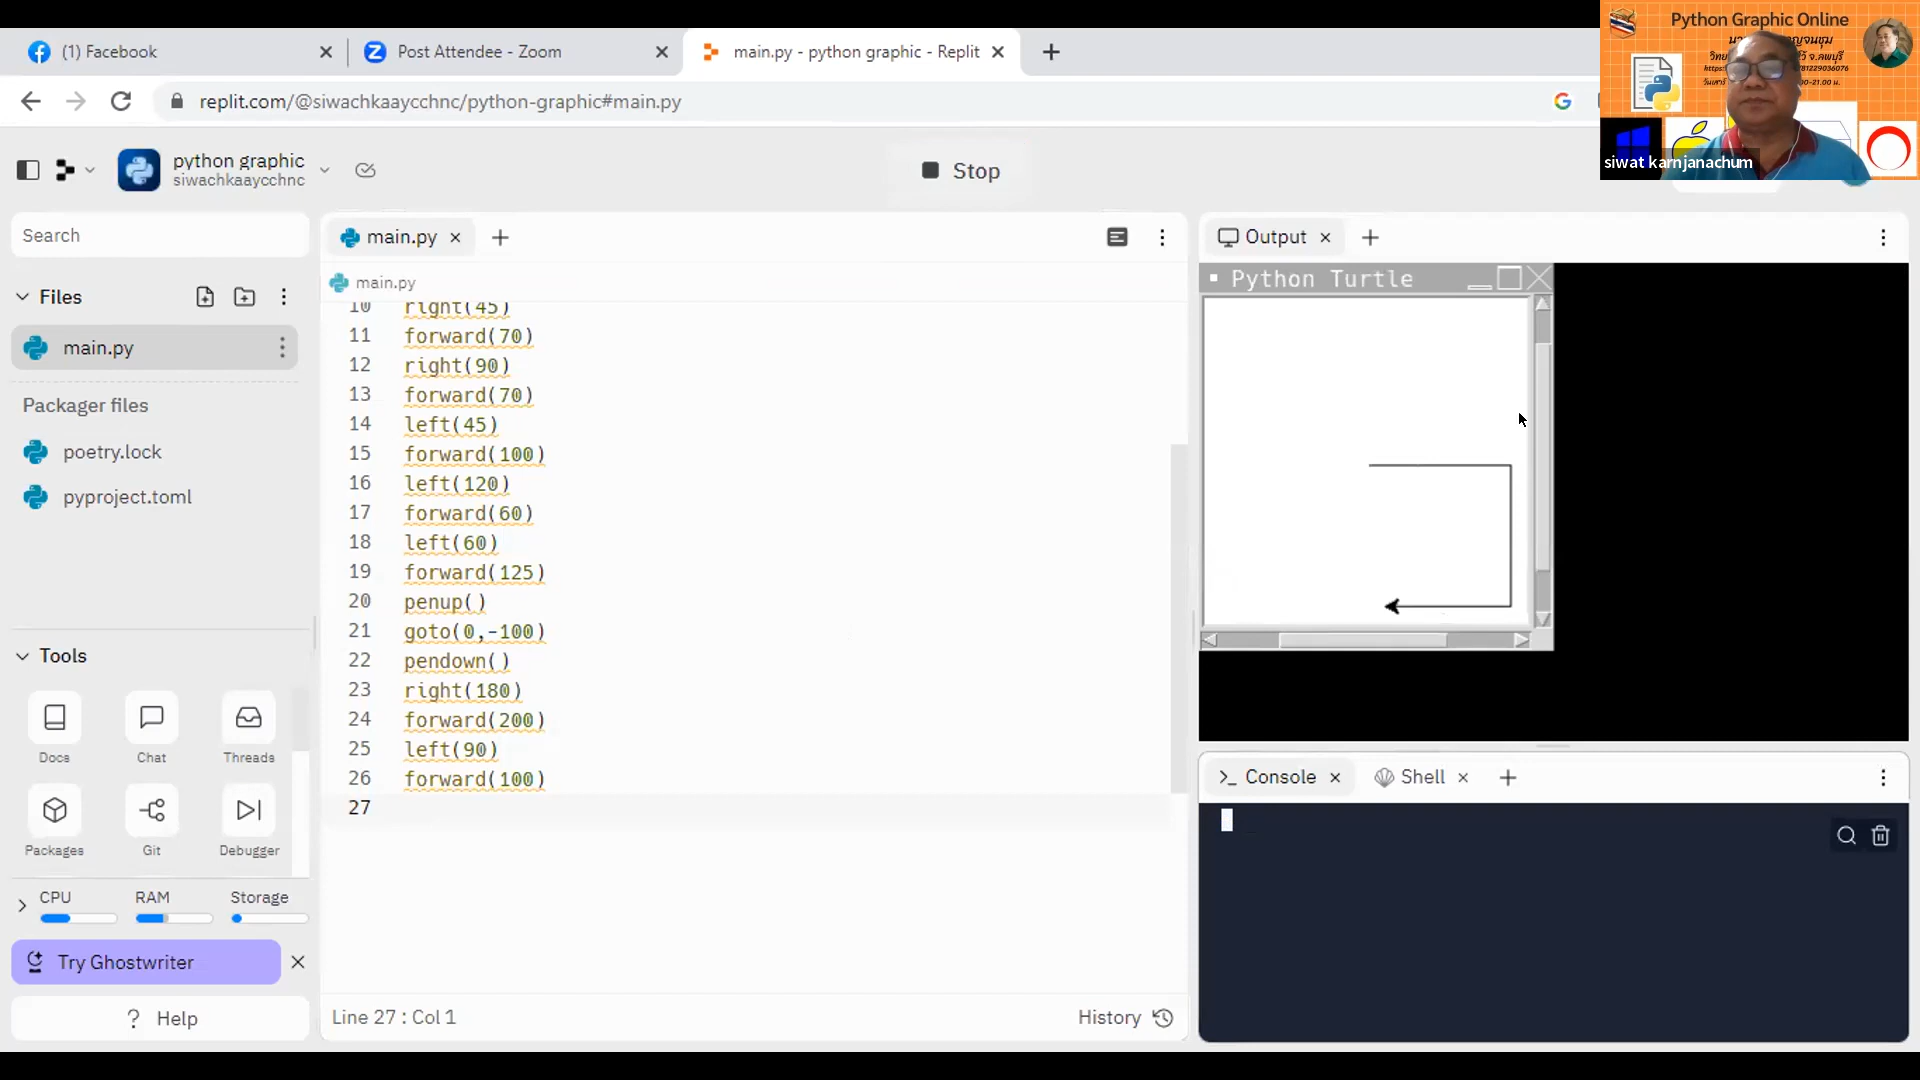 (1) Facebook
Post Attendee - Zoom
main.py - python graphic - Replit
replit.com/@siwachkaaycchnc/python-graphic#main.py
Python Graphic Online
siwat karnjanachum
python graphic
siwachkaaycchnc
Stop
Search
Files
main.py
Packager files
poetry.lock
pyproject.toml
Tools
Docs
Chat
Threads
Packages
Git
Debugger
CPU
RAM
Storage
Try Ghostwriter
? Help
main.py
main.py
10 right(45)
11 forward(70)
12 right(90)
13 forward(70)
14 left(45)
15 forward(100)
16 left(120)
17 forward(60)
18 left(60)
19 forward(125)
20 penup()
21 goto(0,-100)
22 pendown()
23 right(180)
24 forward(200)
25 left(90)
26 forward(100)
27
Line 27 : Col 1
History
Output
Python Turtle
Console
Shell